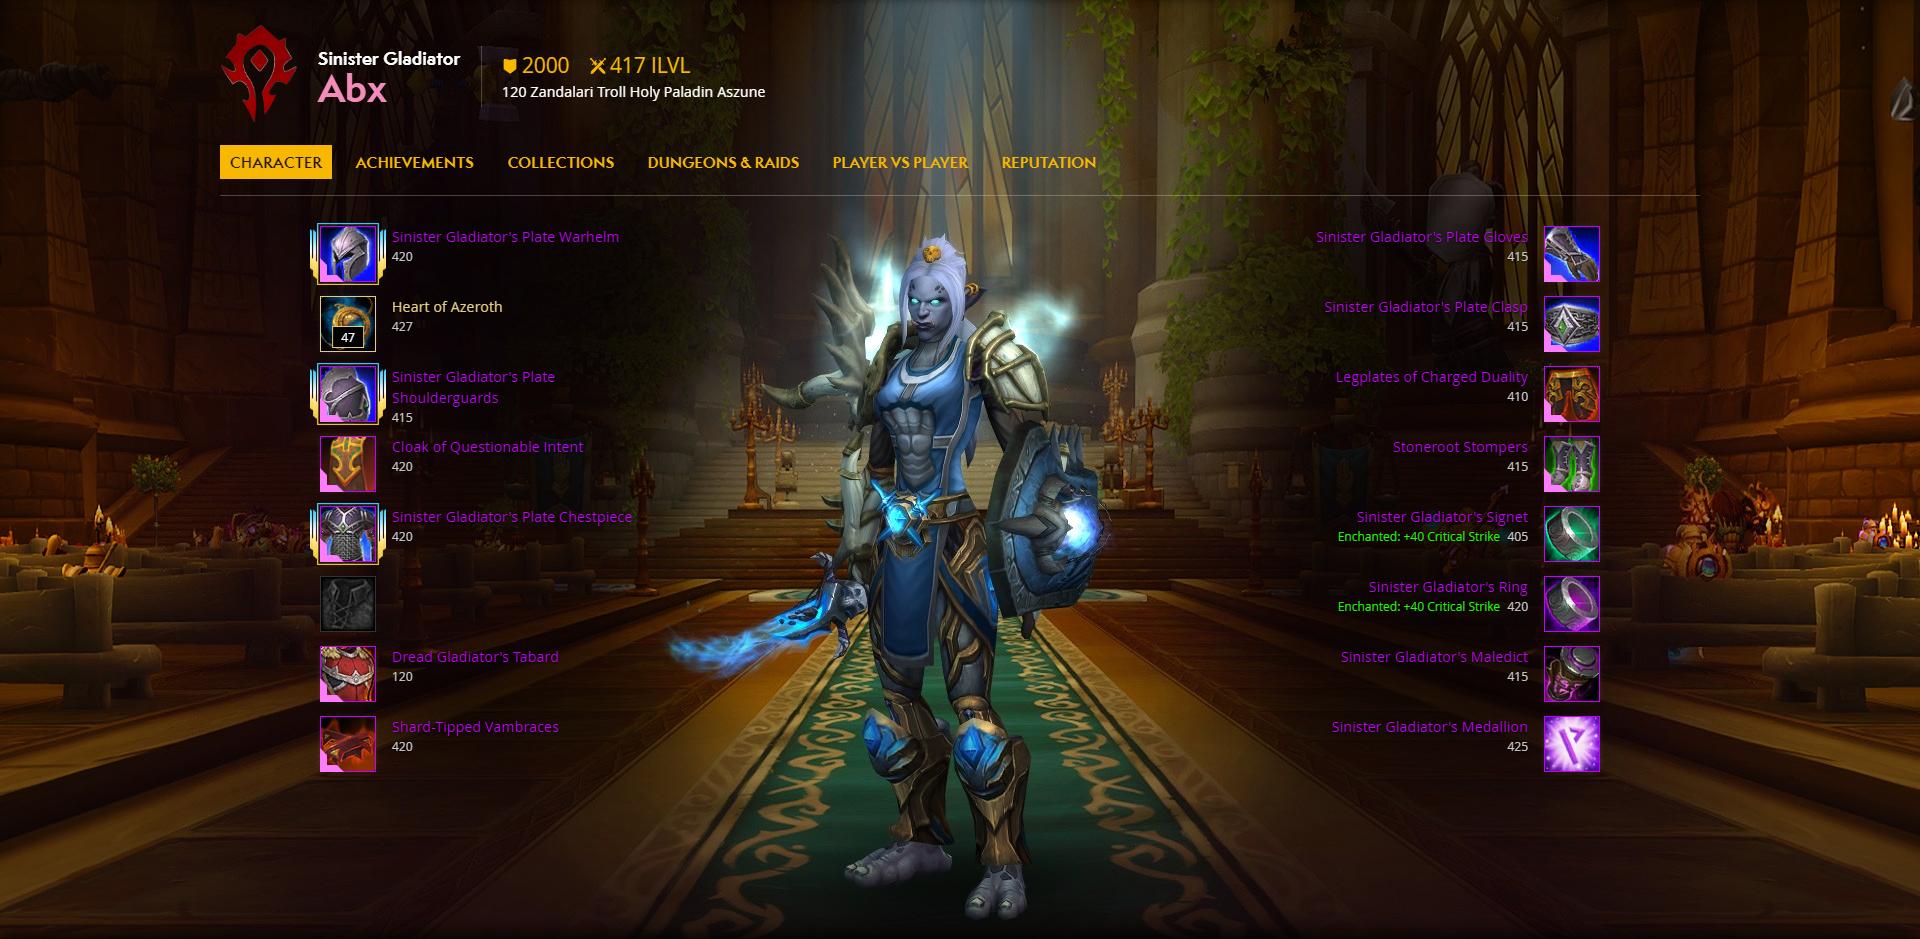 Sinister Gladiator
Abx
2000 417 ILVL
120 Zandalari Troll Holy Paladin Aszune
CHARACTER ACHIEVEMENTS COLLECTIONS DUNGEONS & RAIDS PLAYER VS PLAYER REPUTATION
Sinister Gladiator's Plate Warhelm
420
Heart of Azeroth
427
47
Sinister Gladiator's Plate
Shoulderguards
415
Cloak of Questionable Intent
420
Sinister Gladiator's Plate Chestpiece
420
Dread Gladiator's Tabard
120
Shard-Tipped Vambraces
420
Sinister Gladiator's Plate Gloves
415
Sinister Gladiator's Plate Clasp
415
Legplates of Charged Duality
410
Stoneroot Stompers
415
Sinister Gladiator's Signet
Enchanted: +40 Critical Strike 405
Sinister Gladiator's Ring
Enchanted: +40 Critical Strike 420
Sinister Gladiator's Maledict
415
Sinister Gladiator's Medallion
425